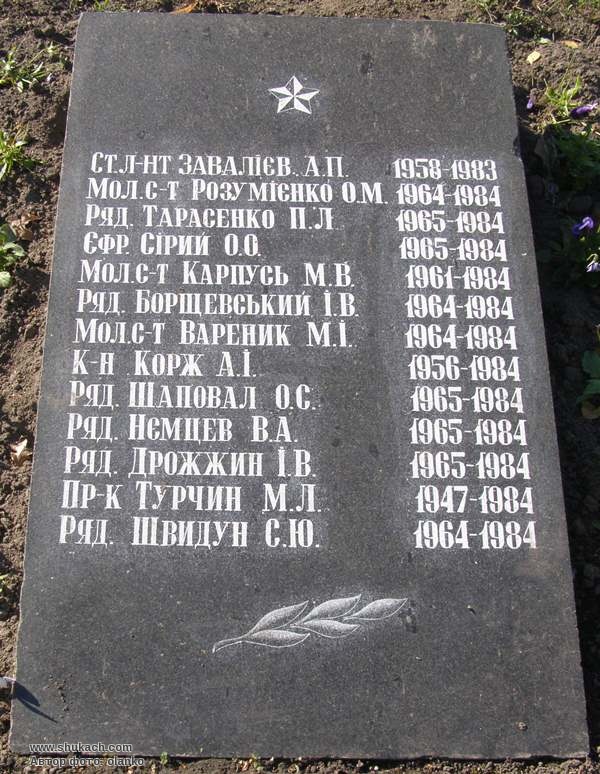 Ст.л-нт Завалієв. А.П. 1958-1983
Мол.с-т Розумієнко О.М. 1964-1984
Ряд. Тарасенко П.Л. 1965-1984
Єфр. Сірий О.О. 1965-1984
Мол.с-т Карпусь М.В. 1961-1984
Ряд. Борщевський І.В. 1964-1984
Мол.с-т Вареник М.І. 1964-1984
К-н Корж А.І. 1956-1984
Ряд. Шаповал О.С. 1965-1984
Ряд. Нємцев В.А. 1965-1984
Ряд. Дрожжин І.В. 1965-1984
Пр-к Турчин М.Л. 1947-1984
Ряд. Швидун С.Ю. 1964-1984
www.shukach.com
Автор фото: olanko